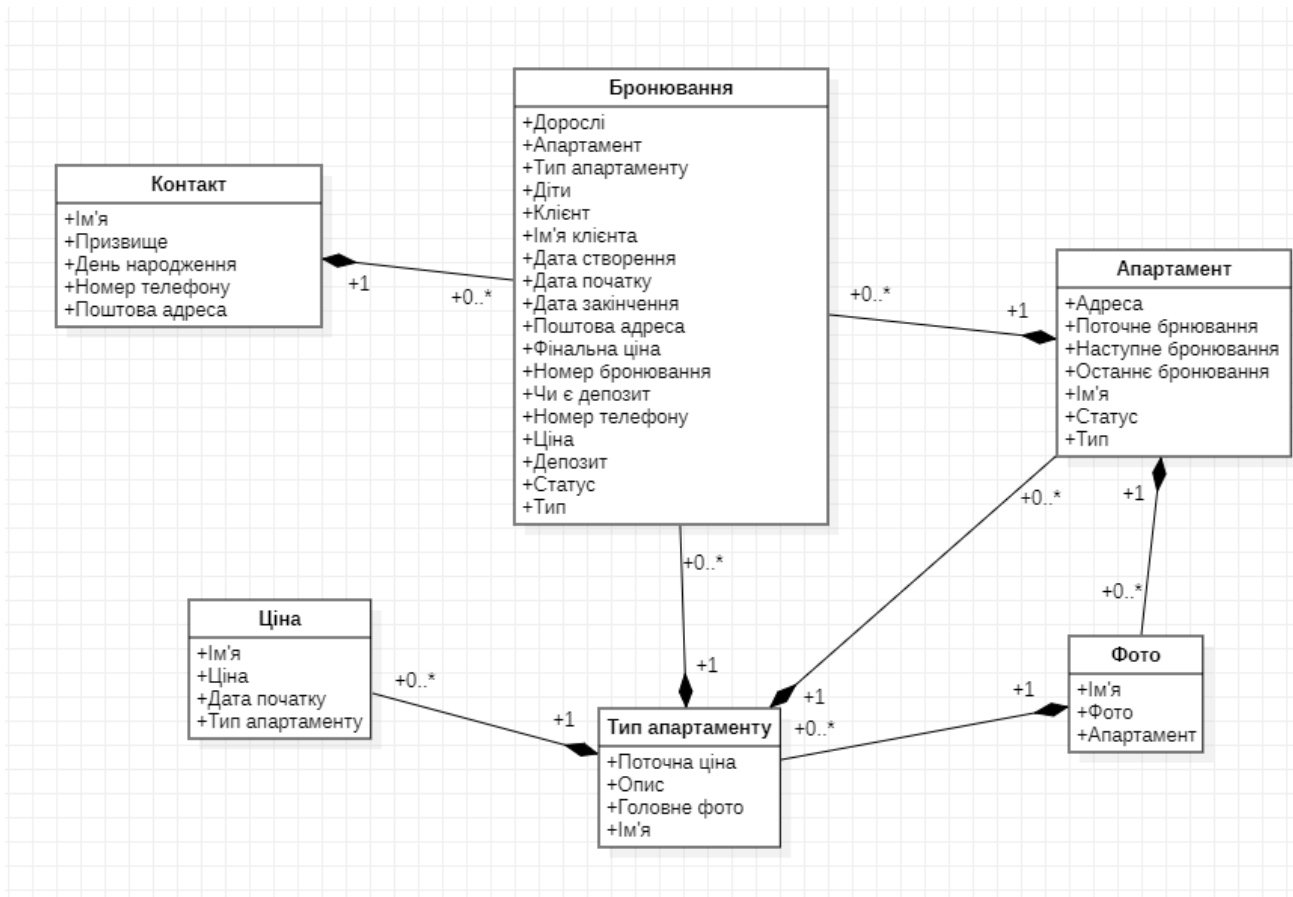 Бронювання
+Дорослі
+Апартамент
+Тип апартаменту
+Діти
+Клієнт
+Ім'я клієнта
+Дата створення
+Дата початку
+Дата закінчення
+Поштова адреса
+Фінальна ціна
+Номер бронювання
+Чи є депозит
+Номер телефону
+Ціна
+Депозит
+Статус
+Тип
Контакт
+Ім'я
+Призвище
+День народження
+Номер телефону
+Поштова адреса
+1
+0..*
+0..*
+1
Апартамент
+Адреса
+Поточне брнювання
+Наступне бронювання
+Останнє бронювання
+Ім'я
+Статус
+Тип
+0..*
+1
+0..*
+1
+0..*
+1
Ціна
+Ім'я
+Ціна
+Дата початку
+Тип апартаменту
+0..*
+1
Тип апартаменту
+Поточна ціна
+Опис
+Головне фото
+Ім'я
+0..*
+1
Фото
+Ім'я
+Фото
+Апартамент